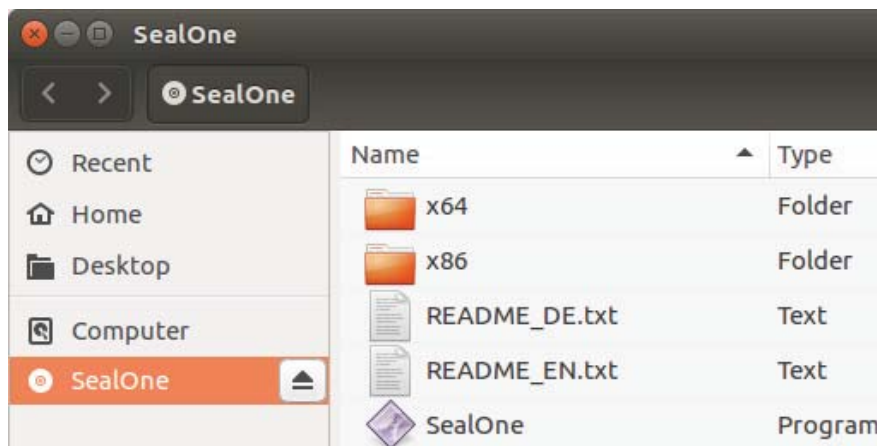 SealOne
SealOne
Recent
Home
Desktop
Computer
SealOne
Name Type
x64 Folder
x86 Folder
README_DE.txt Text
README_EN.txt Text
SealOne Program